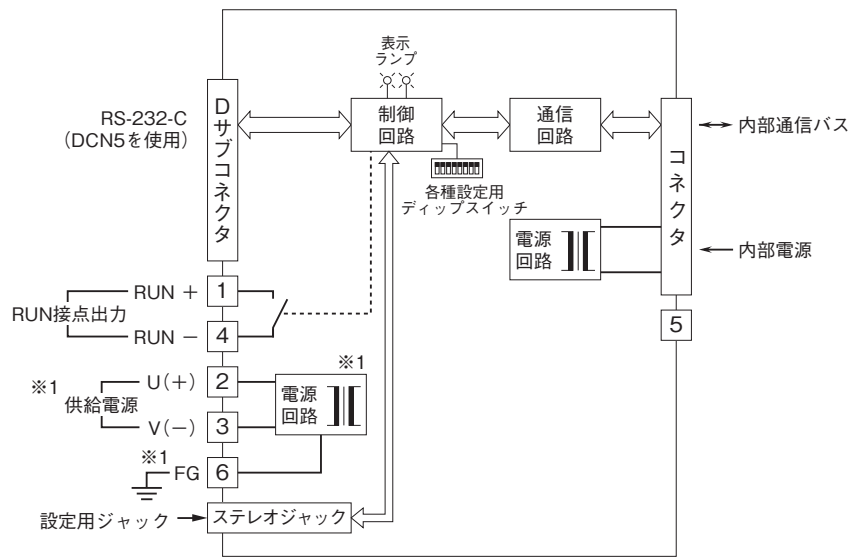 表示
ランプ
RS-232-C
(DCN5を使用)
Dサブコネクタ
制御
回路
通信
回路
コネクタ
内部通信バス
各種設定用
ディップスイッチ
電源
回路
内部電源
RUN +
1
RUN接点出力
RUN −
4
5
※1
供給電源
U(+)
2
V(−)
3
※1
電源
回路
※1
FG
6
設定用ジャック
ステレオジャック